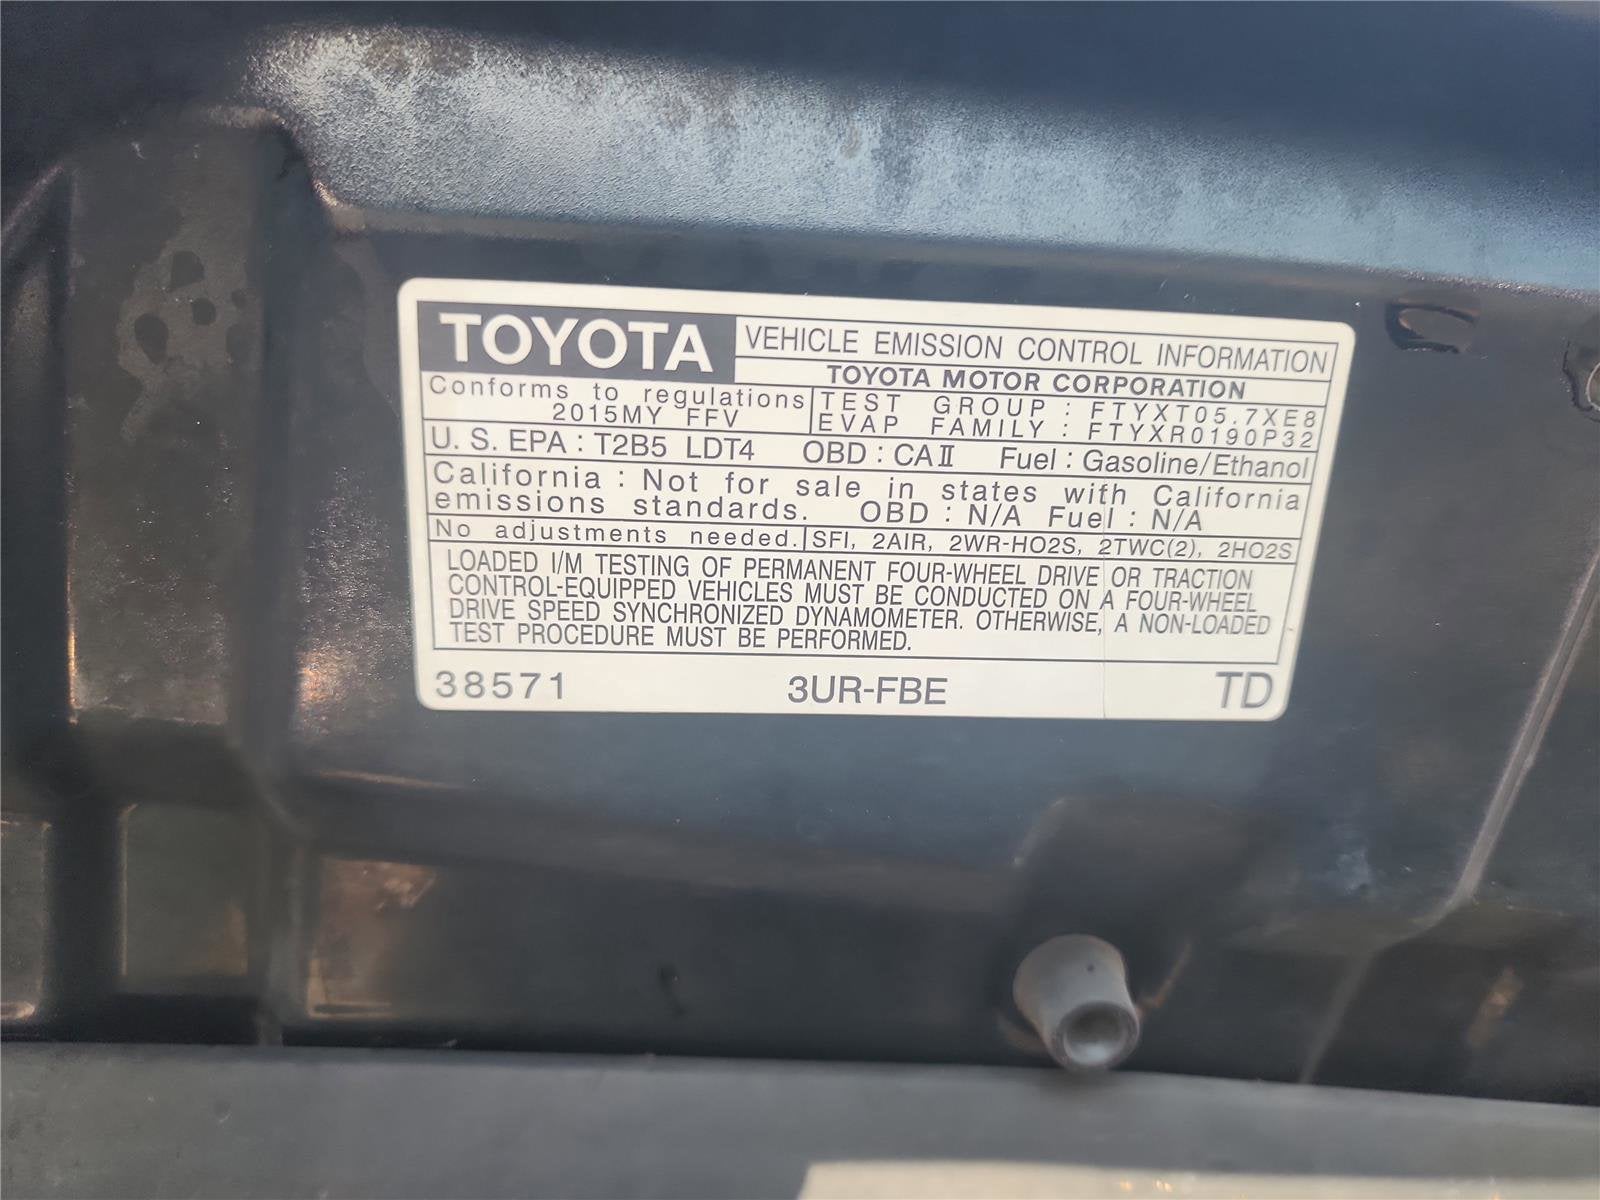 TOYOTA VEHICLE EMISSION CONTROL INFORMATION
TOYOTA MOTOR CORPORATION
Conforms to regulations
2015MY FFV
TEST GROUP : FTYXT05.7XE8
EVAP FAMILY : FTYXR0190P32
U.S. EPA : T2B5 LDT4 OBD : CAⅡ Fuel : Gasoline/Ethanol
California : Not for sale in states with California
emissions standards. OBD : N/A Fuel : N/A
No adjustments needed. SFI, 2AIR, 2WR-HO2S, 2TWC(2), 2HO2S
LOADED I/M TESTING OF PERMANENT FOUR-WHEEL DRIVE OR TRACTION
CONTROL-EQUIPPED VEHICLES MUST BE CONDUCTED ON A FOUR-WHEEL
DRIVE SPEED SYNCHRONIZED DYNAMOMETER. OTHERWISE, A NON-LOADED
TEST PROCEDURE MUST BE PERFORMED.
38571 3UR-FBE TD